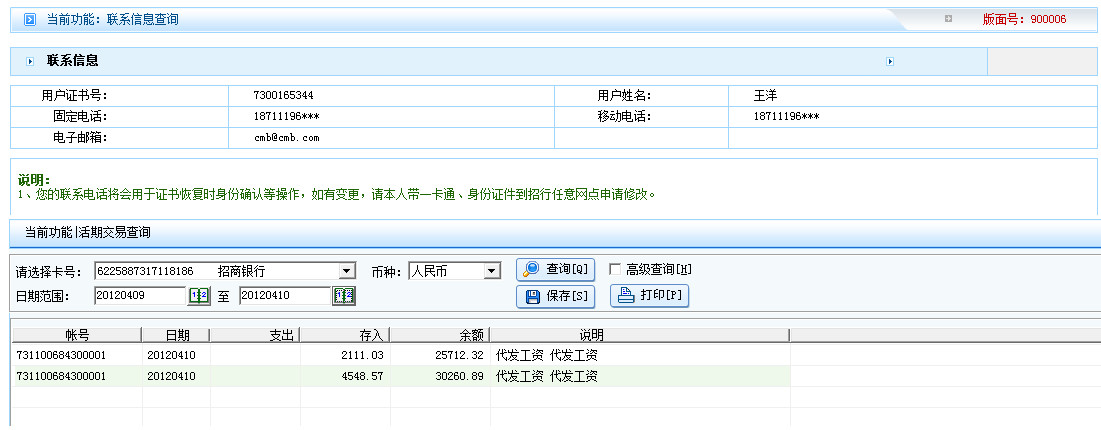 当前功能：联系信息查询 版面号：900006
联系信息
用户证书号： 7300165344 用户姓名： 王洋
固定电话： 18711196*** 移动电话： 18711196***
电子邮箱： cmb@cmb.com
说明：
1、您的联系电话将会用于证书恢复时身份确认等操作，如有变更，请本人带一卡通、身份证件到招行任意网点申请修改。
当前功能|活期交易查询
请选择卡号： 6225887317118186 招商银行 币种： 人民币 查询[Q] 高级查询[H]
日期范围： 20120409 至 20120410 保存[S] 打印[P]
帐号 日期 支出 存入 余额 说明
731100684300001 20120410 2111.03 25712.32 代发工资 代发工资
731100684300001 20120410 4548.57 30260.89 代发工资 代发工资